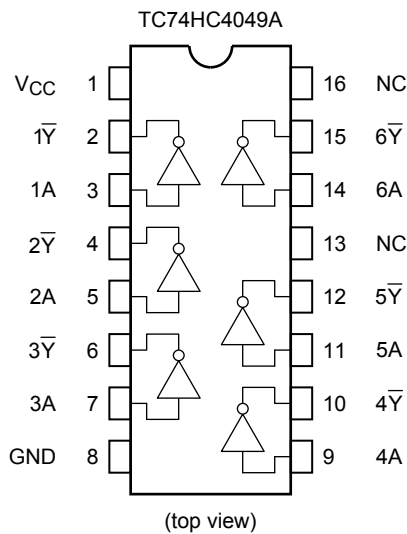 TC74HC4049A
VCC 1 16 NC
1Y̅ 2 15 6Y̅
1A 3 14 6A
2Y̅ 4 13 NC
2A 5 12 5Y̅
3Y̅ 6 11 5A
3A 7 10 4Y̅
GND 8 9 4A
(top view)